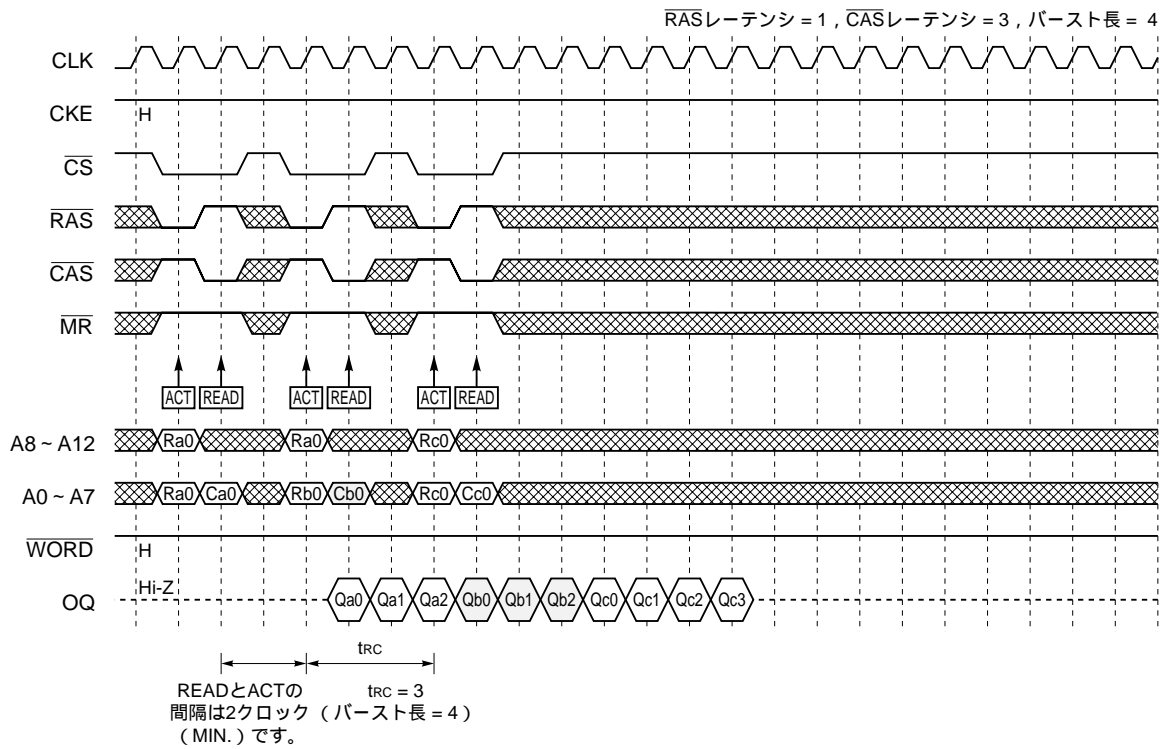 RASレーテンシ = 1 , CASレーテンシ = 3 , バースト長 = 4
CLK
CKE H
CS
RAS
CAS
MR
ACT READ ACT READ ACT READ
A8 ~ A12 Ra0 Ra0 Rc0
A0 ~ A7 Ra0 Ca0 Rb0 Cb0 Rc0 Cc0
WORD H
OQ Hi-Z Qa0 Qa1 Qa2 Qb0 Qb1 Qb2 Qc0 Qc1 Qc2 Qc3
tRC
READとACTの tRC = 3
間隔は2クロック ( バースト長 = 4 )
( MIN. ) です。